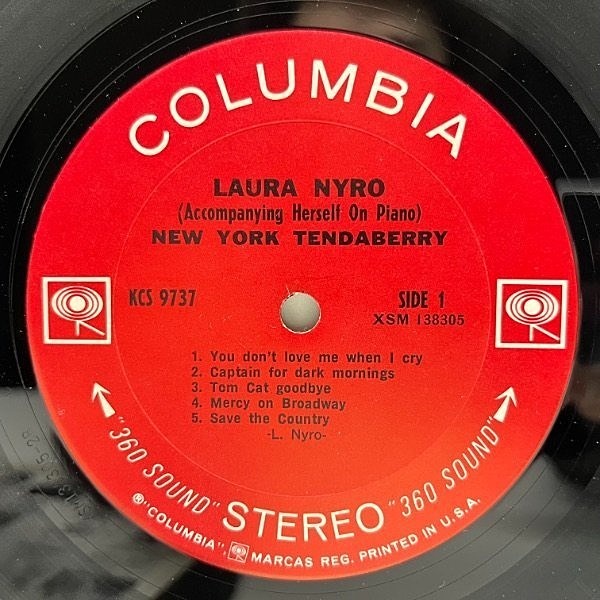 COLUMBIA
LAURA NYRO
(Accompanying Herself On Piano)
NEW YORK TENDABERRY
KCS 9737
SIDE 1
XSM 138305
1. You don't love me when I cry
2. Captain for dark mornings
3. Tom Cat goodbye
4. Mercy on Broadway
5. Save the Country
-L. Nyro-
"360 SOUND" STEREO "360 SOUND"
®"COLUMBIA", MARCAS REG. PRINTED IN U.S.A.